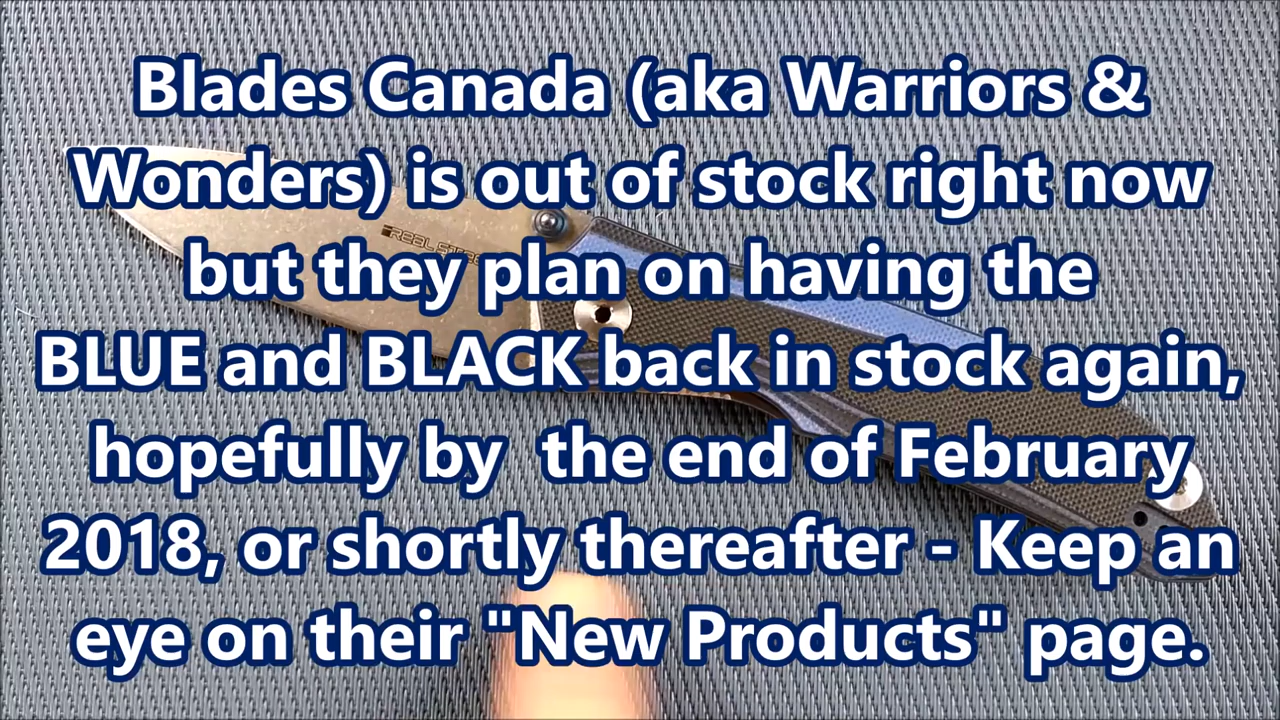 Blades Canada (aka Warriors &
Wonders) is out of stock right now
REAL STEE
but they plan on having the
BLUE and BLACK back in stock again,
hopefully by the end of February
2018, or shortly thereafter - Keep an
eye on their "New Products" page.